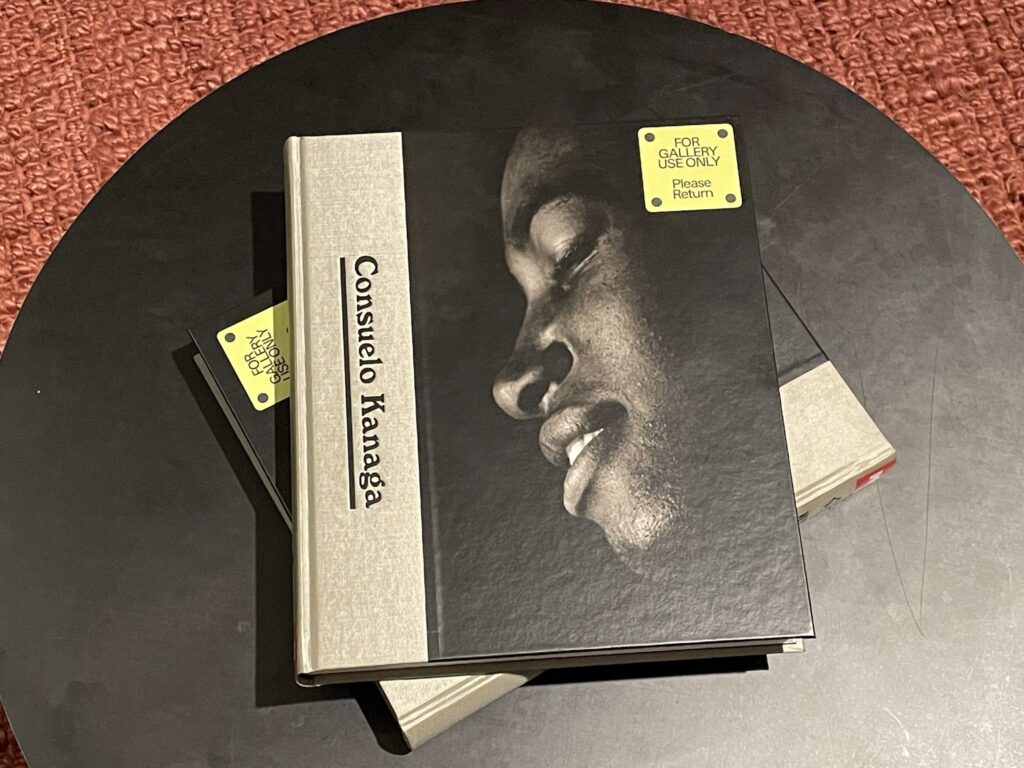 FOR
GALLERY
USE ONLY
Please
Return
Consuelo Kanaga
FOR
GALLERY
USE ONLY